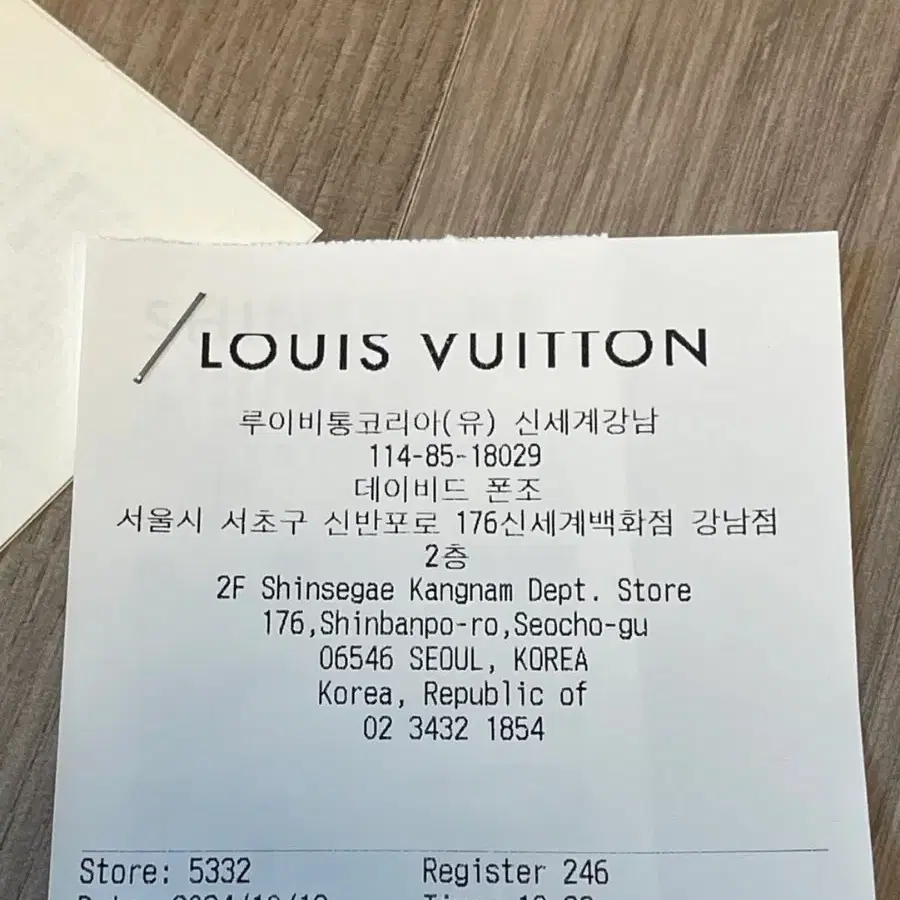 LOUIS VUITTON
루이비통코리아(유) 신세계강남
114-85-18029
데이비드 폰조
서울시 서초구 신반포로 176신세계백화점 강남점
2층
2F Shinsegae Kangnam Dept. Store
176,Shinbanpo-ro,Seocho-gu
06546 SEOUL, KOREA
Korea, Republic of
02 3432 1854
Store: 5332 Register 246